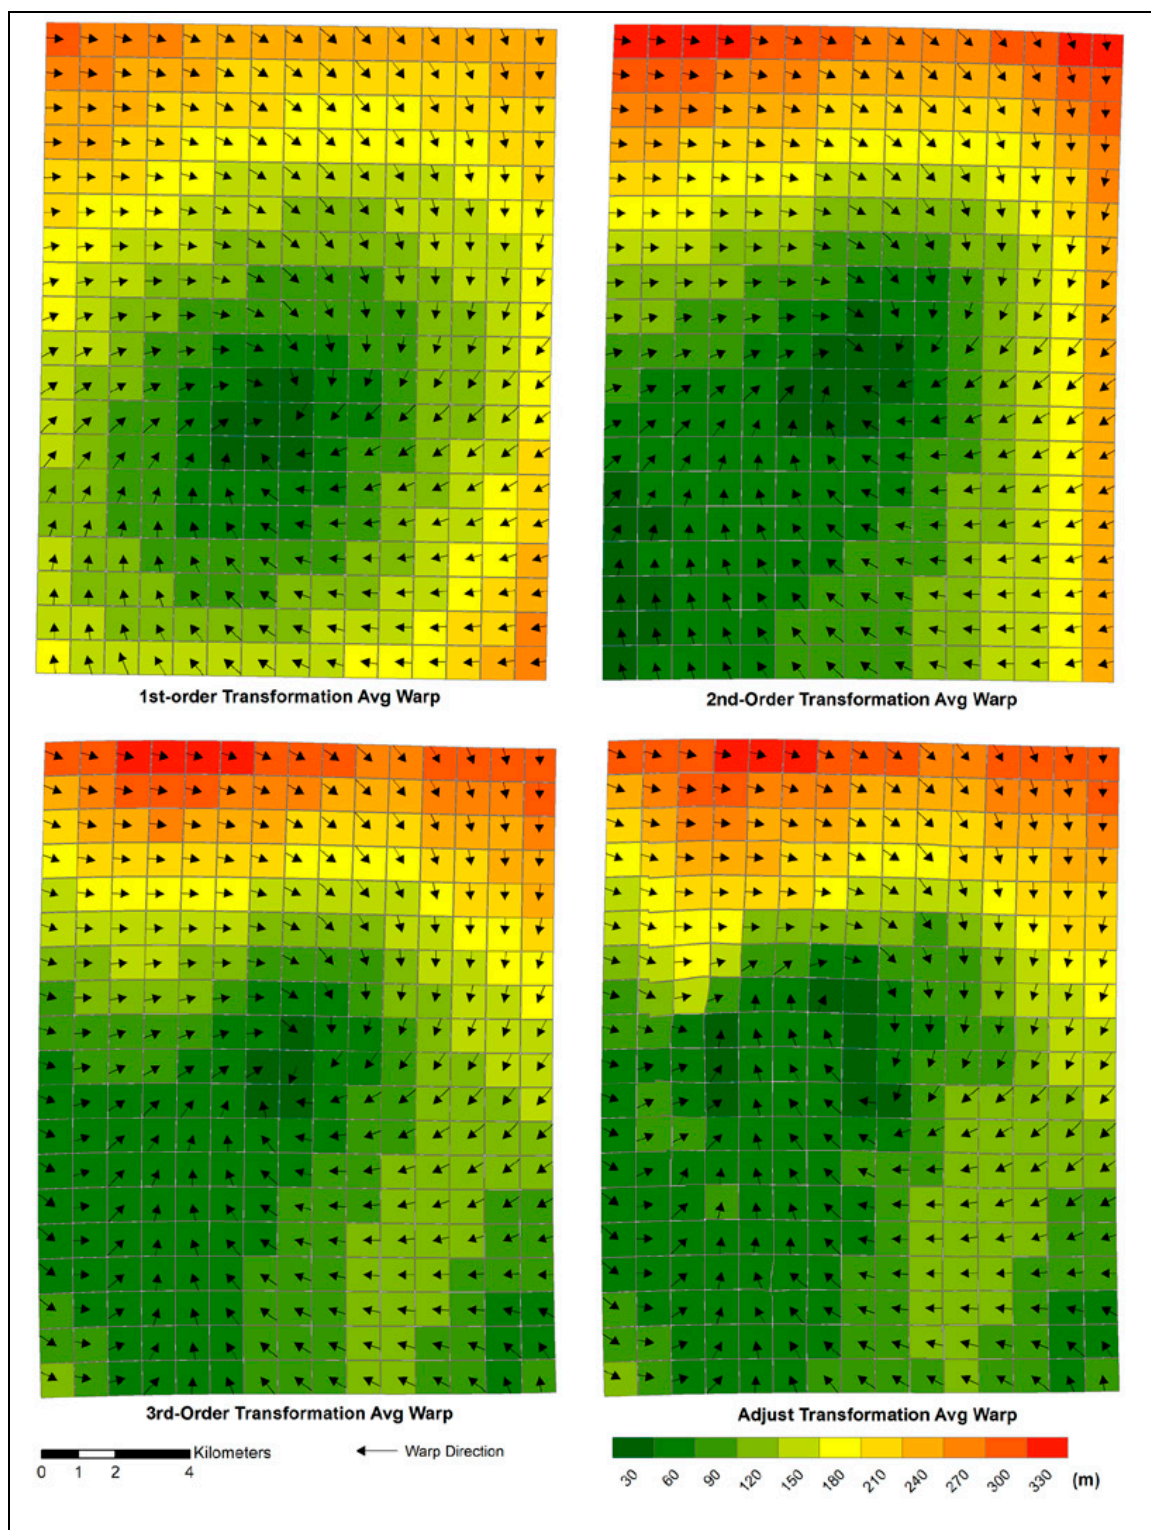 1st-order Transformation Avg Warp
2nd-Order Transformation Avg Warp
3rd-Order Transformation Avg Warp
Adjust Transformation Avg Warp
Kilometers
0 1 2 4
Warp Direction
30 60 90 120 150 180 210 240 270 300 330 (m)